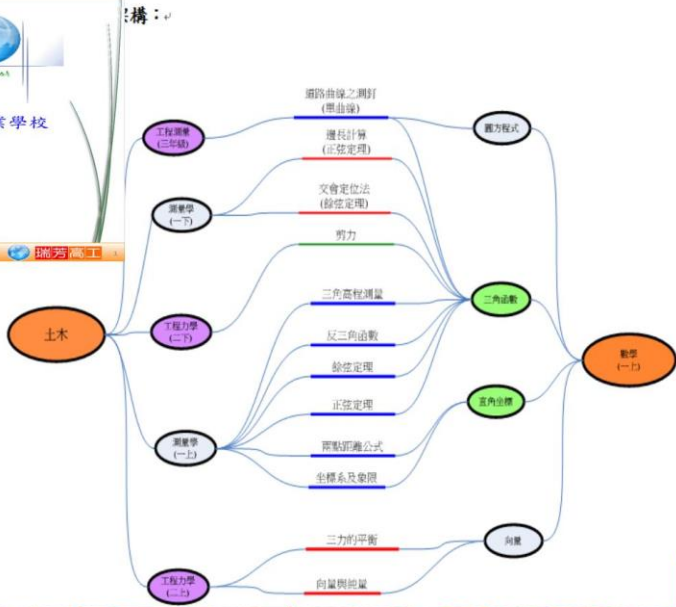 架構：
業學校
瑞芳高工
道路曲線之測釘
(單曲線)
工程測量
(三年級)
圓方程式
邊長計算
(正弦定理)
交會定位法
(餘弦定理)
測量學
(一下)
剪力
三角高程測量
三角函數
工程力學
(二下)
土木
反三角函數
數學
(一上)
餘弦定理
正弦定理
直角坐標
測量學
(一上)
兩點距離公式
坐標系及象限
三力的平衡
向量
工程力學
(二上)
向量與純量